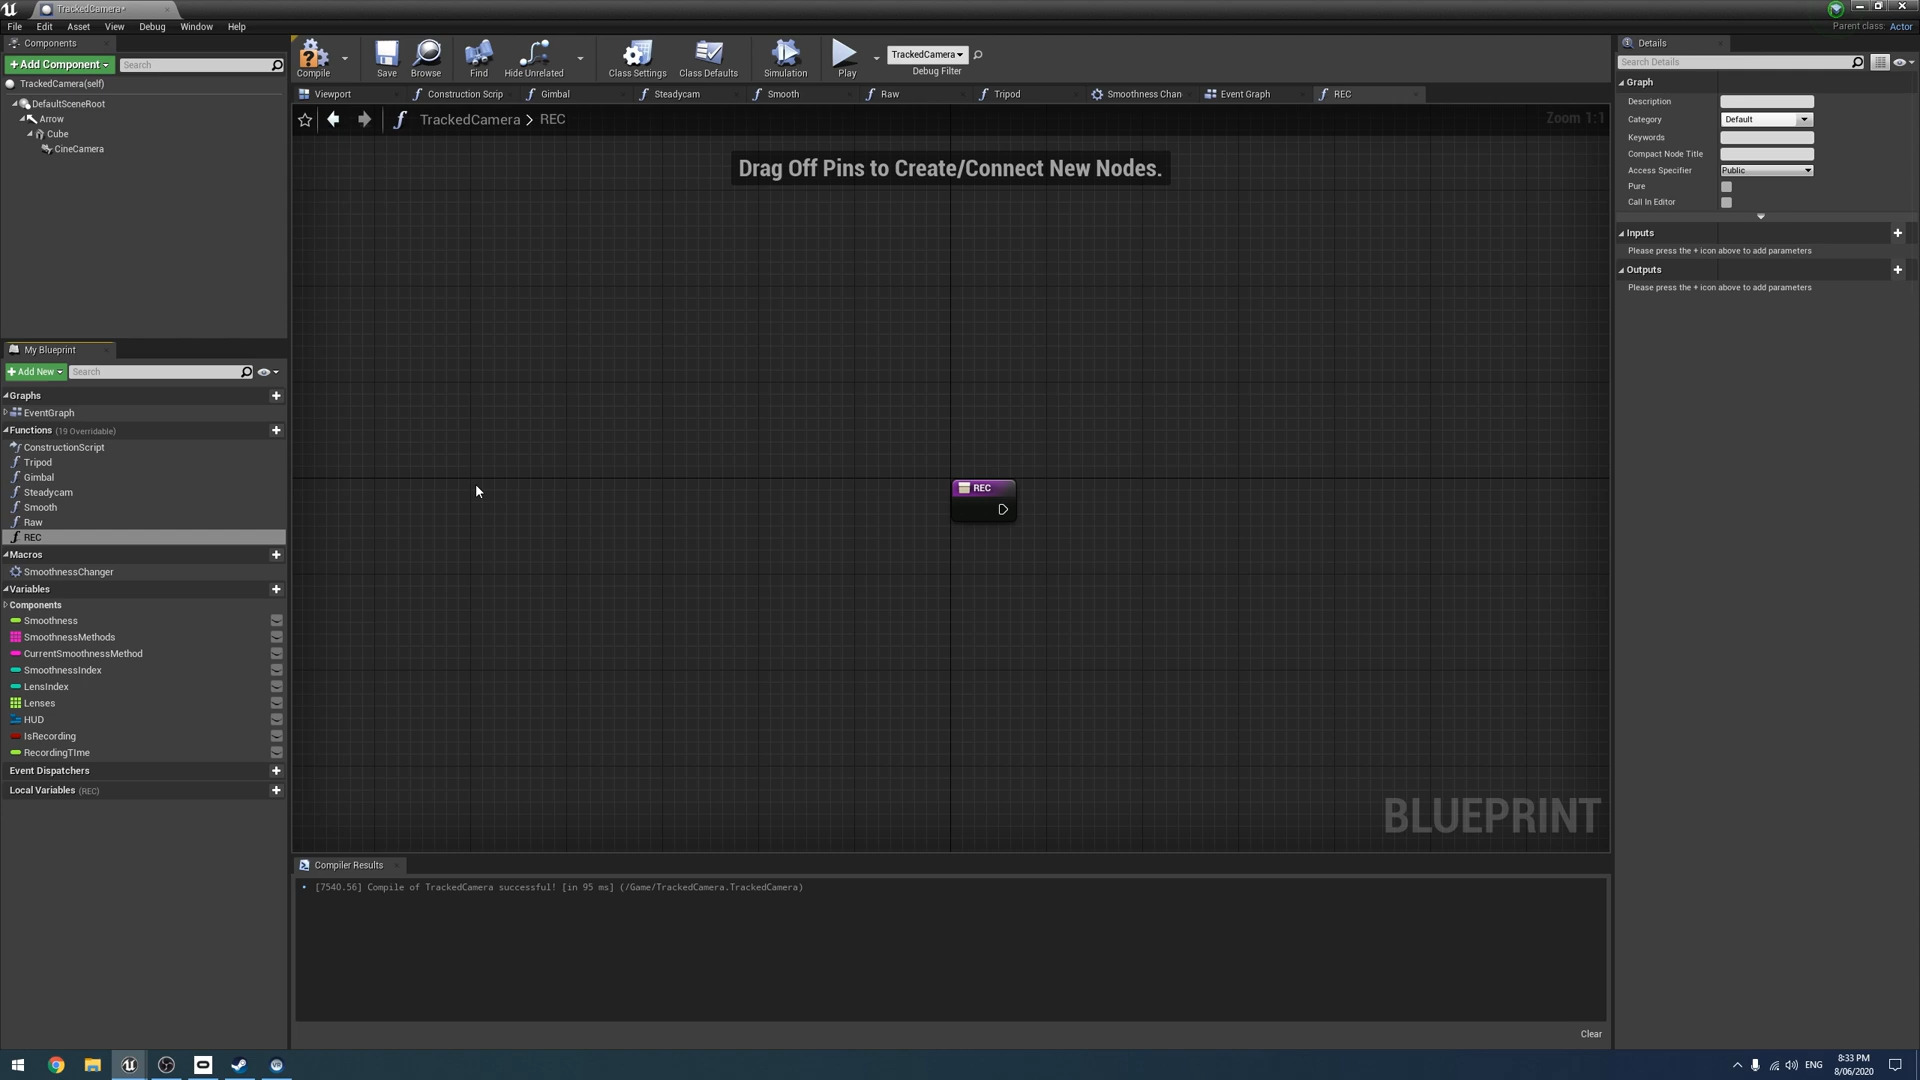 TrackedCamera*
File Edit Asset View Debug Window Help
Parent class: Actor
Components
+Add Component
Search
TrackedCamera(self)
DefaultSceneRoot
Arrow
Cube
CineCamera
Compile
Save
Browse
Find
Hide Unrelated
Class Settings
Class Defaults
Simulation
Play
TrackedCamera
Debug Filter
Viewport
Construction Scrip
Gimbal
Steadycam
Smooth
Raw
Tripod
Smoothness Chan
Event Graph
REC
TrackedCamera > REC
Zoom 1:1
Drag Off Pins to Create/Connect New Nodes.
REC
BLUEPRINT
My Blueprint
+Add New
Search
Graphs
EventGraph
Functions (19 Overridable)
ConstructionScript
Tripod
Gimbal
Steadycam
Smooth
Raw
REC
Macros
SmoothnessChanger
Variables
Components
Smoothness
SmoothnessMethods
CurrentSmoothnessMethod
SmoothnessIndex
LensIndex
Lenses
HUD
IsRecording
RecordingTIme
Event Dispatchers
Local Variables (REC)
Compiler Results
[7540.56] Compile of TrackedCamera successful! [in 95 ms] (/Game/TrackedCamera.TrackedCamera)
Clear
Details
Search Details
Graph
Description
Category Default
Keywords
Compact Node Title
Access Specifier Public
Pure
Call In Editor
Inputs
Please press the + icon above to add parameters
Outputs
Please press the + icon above to add parameters
ENG
8:33 PM
8/06/2020